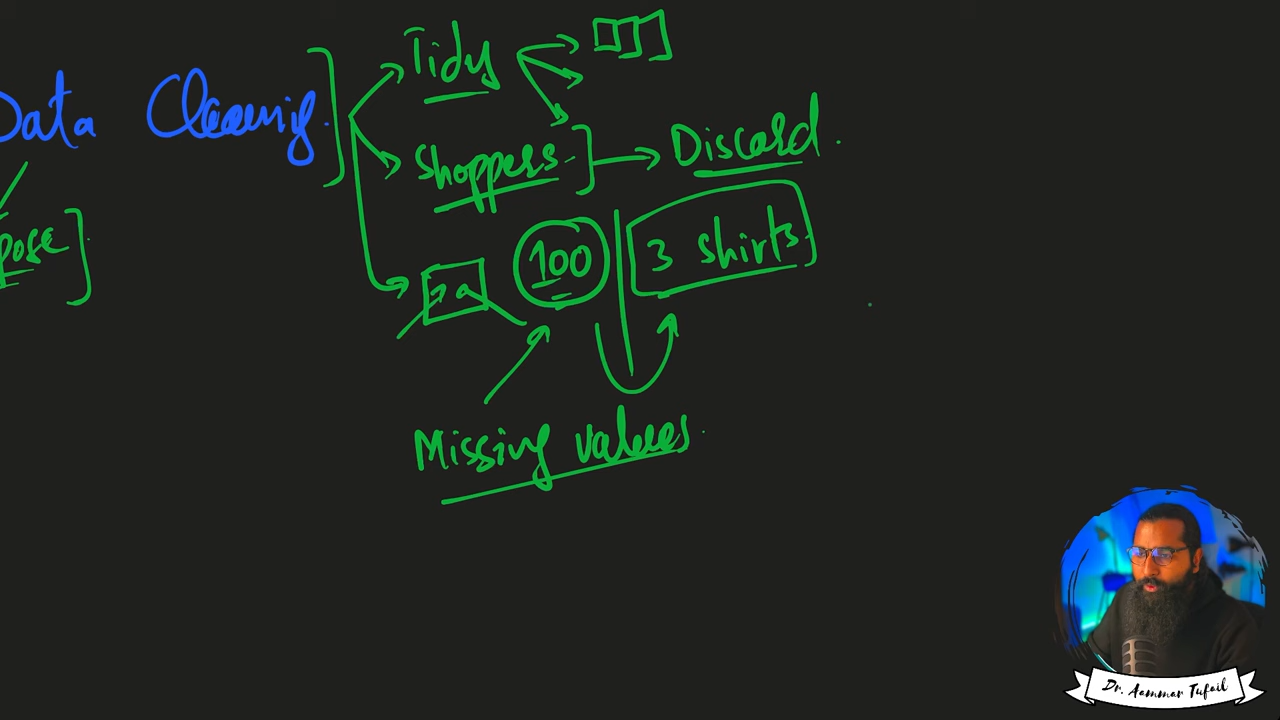 Tidy
Data Cleaning.
Shoppers
Discard.
pose
100
3 shirts.
Missing values.
Dr. Aammar Tufail